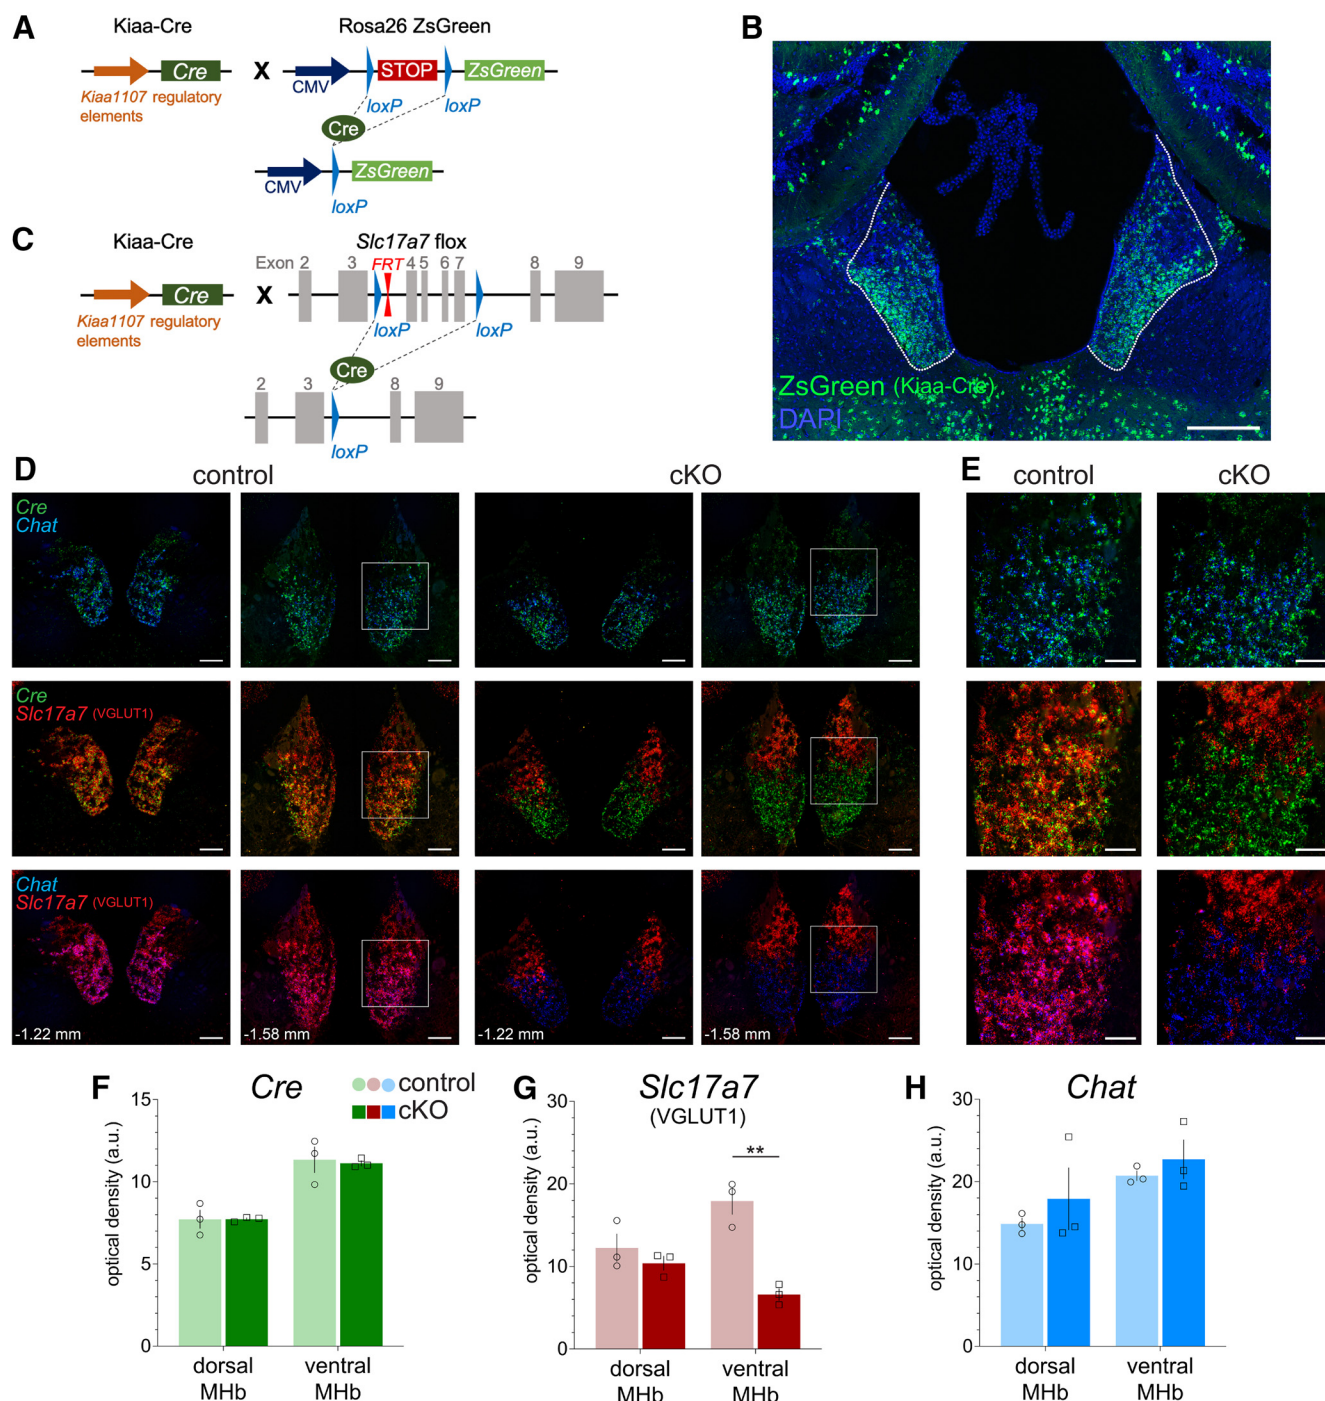 A
Kiaa-Cre
Rosa26 ZsGreen
Cre
X
CMV
STOP
ZsGreen
Kiaa1107 regulatory
elements
loxP
loxP
Cre
CMV
ZsGreen
loxP
B
ZsGreen (Kiaa-Cre)
DAPI
C
Kiaa-Cre
Slc17a7 flox
Exon 2 3 FRT 4 5 6 7 8 9
Cre
X
Kiaa1107 regulatory
elements
loxP
loxP
Cre
2 3 8 9
loxP
D
control
cKO
Cre
Chat
Cre
Slc17a7 (VGLUT1)
Chat
Slc17a7 (VGLUT1)
-1.22 mm
-1.58 mm
-1.22 mm
-1.58 mm
E
control
cKO
F
Cre
control
cKO
optical density (a.u.)
15
10
5
0
dorsal
MHb
ventral
MHb
G
Slc17a7
(VGLUT1)
optical density (a.u.)
30
20
10
0
**
dorsal
MHb
ventral
MHb
H
Chat
optical density (a.u.)
30
20
10
0
dorsal
MHb
ventral
MHb